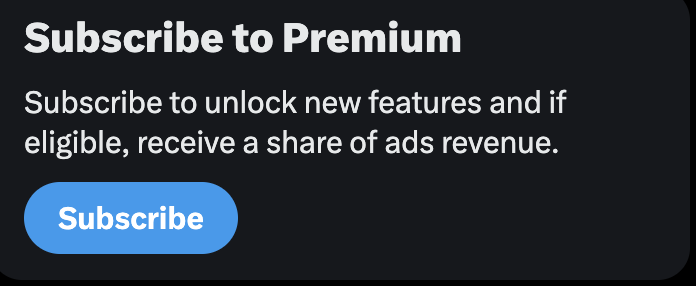 Subscribe to Premium
Subscribe to unlock new features and if
eligible, receive a share of ads revenue.
Subscribe